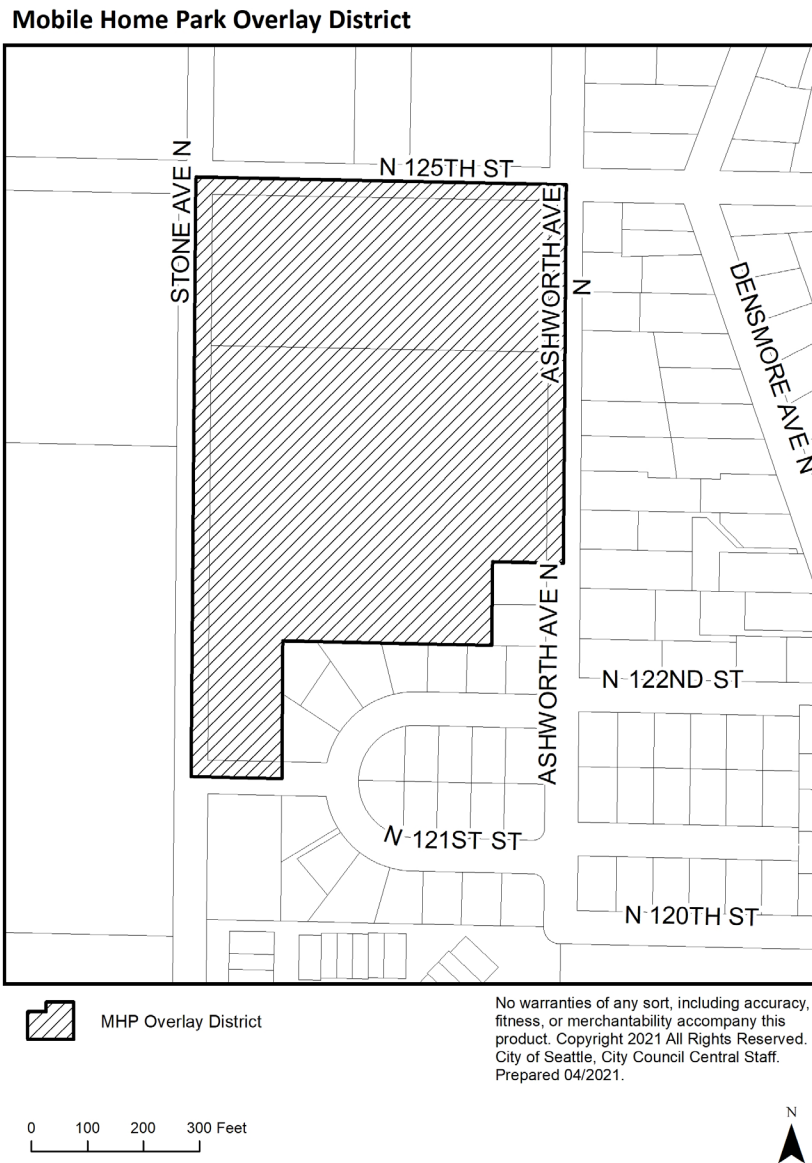 Mobile Home Park Overlay District
N 125TH ST
STONE AVE N
ASHWORTH AVE N
DENSMORE AVE N
ASHWORTH AVE N
N 122ND ST
N 121ST ST
N 120TH ST
MHP Overlay District
No warranties of any sort, including accuracy,
fitness, or merchantability accompany this
product. Copyright 2021 All Rights Reserved.
City of Seattle, City Council Central Staff.
Prepared 04/2021.
0 100 200 300 Feet
N